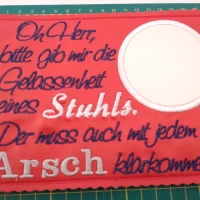 Oh Herr,
bitte gib mir die
Gelassenheit
eines Stuhls.
Der muss auch mit jedem
Arsch klarkommen